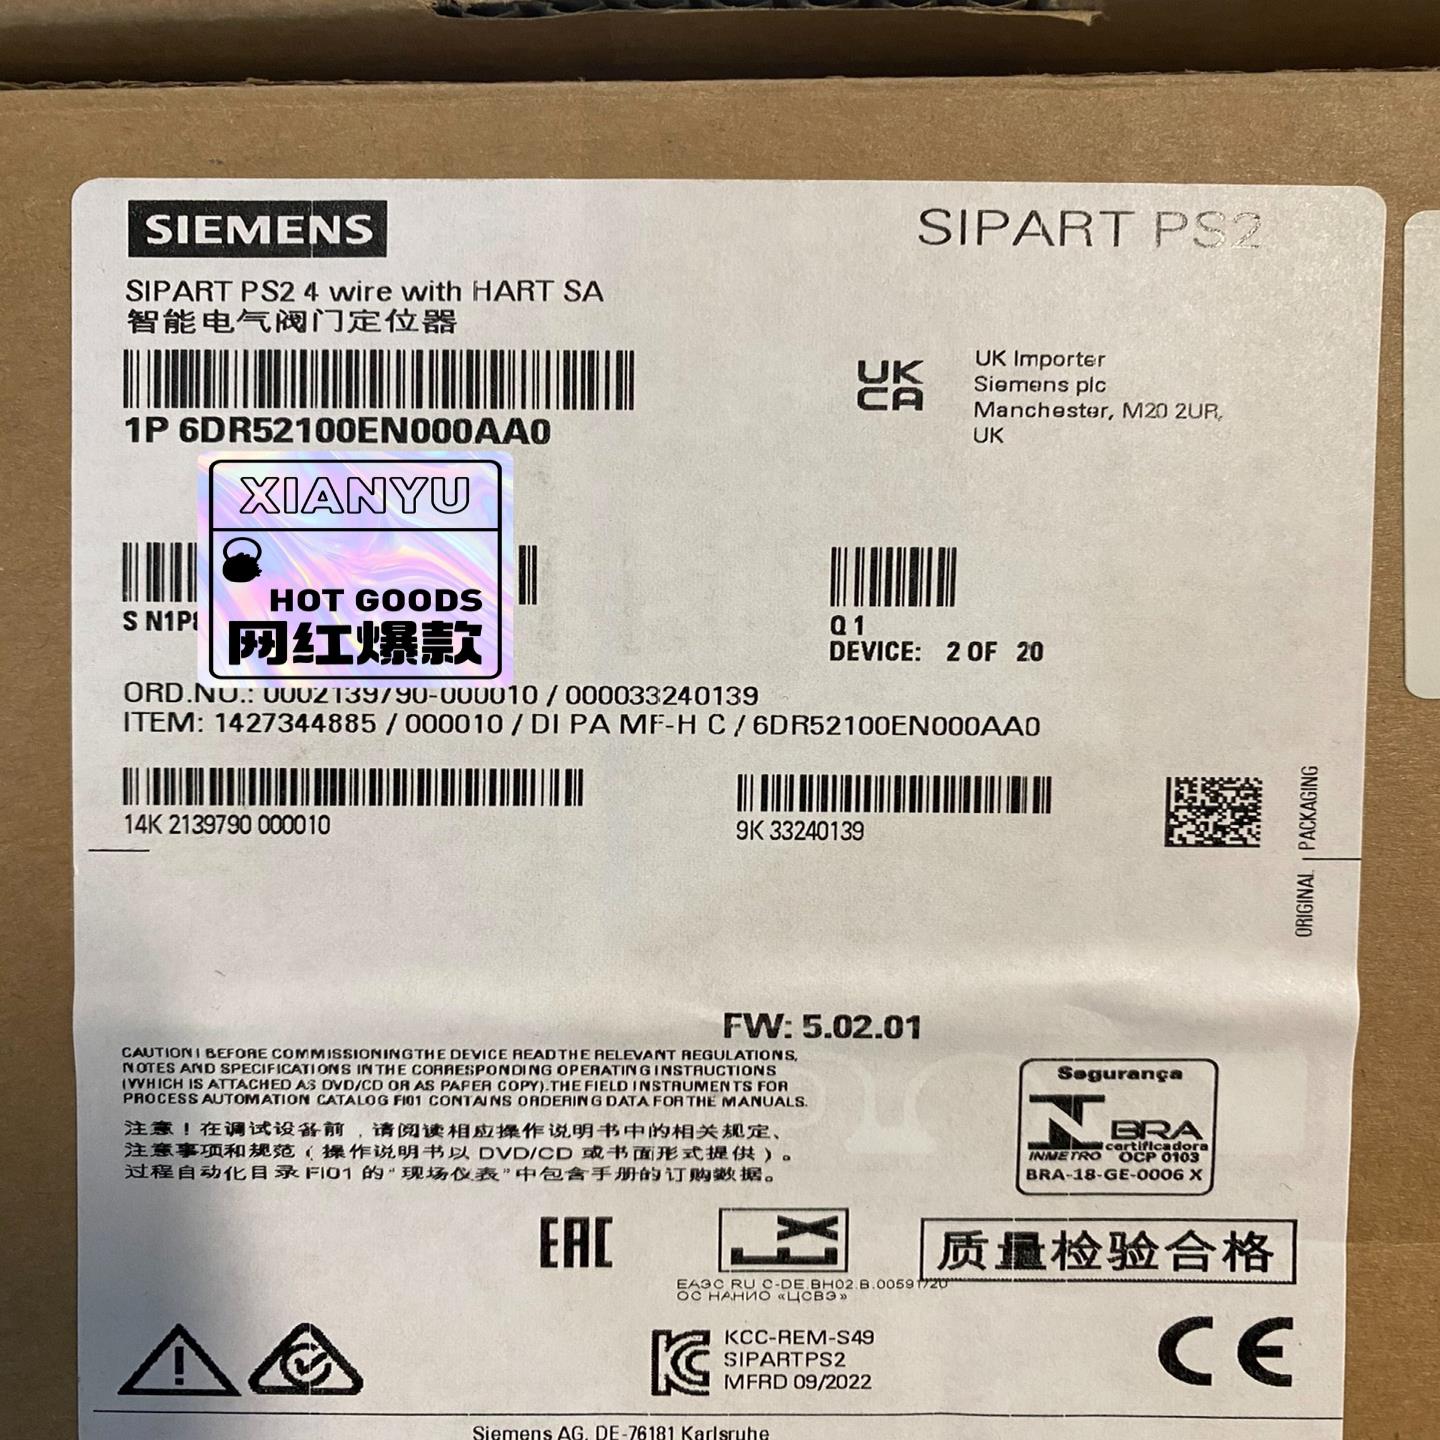 SIEMENS
SIPART PS2
SIPART PS2 4 wire with HART SA
智能电气阀门定位器
1P 6DR52100EN000AA0
UK
CA
UK Importer
Siemens plc
Manchester, M20 2UR,
UK
XIANYU
HOT GOODS
网红爆款
S N1P
Q 1
DEVICE: 2 OF 20
ORD.NO.: 0002139790-000010 / 000033240139
ITEM: 1427344885 / 000010 / DI PA MF-H C / 6DR52100EN000AA0
14K 2139790 000010
9K 33240139
ORIGINAL PACKAGING
FW: 5.02.01
CAUTION! BEFORE COMMISSIONING THE DEVICE READ THE RELEVANT REGULATIONS,
NOTES AND SPECIFICATIONS IN THE CORRESPONDING OPERATING INSTRUCTIONS
(WHICH IS ATTACHED AS DVD/CD OR AS PAPER COPY). THE FIELD INSTRUMENTS FOR
PROCESS AUTOMATION CATALOG FI01 CONTAINS ORDERING DATA FOR THE MANUALS.
注意！在调试设备前，请阅读相应操作说明书中的相关规定、
注意事项和规范（操作说明书以 DVD/CD 或书面形式提供）。
过程自动化目录 FI01 的“现场仪表”中包含手册的订购数据。
Segurança
INMETRO
BRA
certificadora
OCP 0103
BRA-18-GE-0006 X
EAC
Ex
ЕАЭС RU C-DE.BH02.B.00591/20
ОС НАНИО «ЦСВЭ»
质量检验合格
KCC-REM-S49
SIPARTPS2
MFRD 09/2022
CE
Siemens AG, DE-76181 Karlsruhe